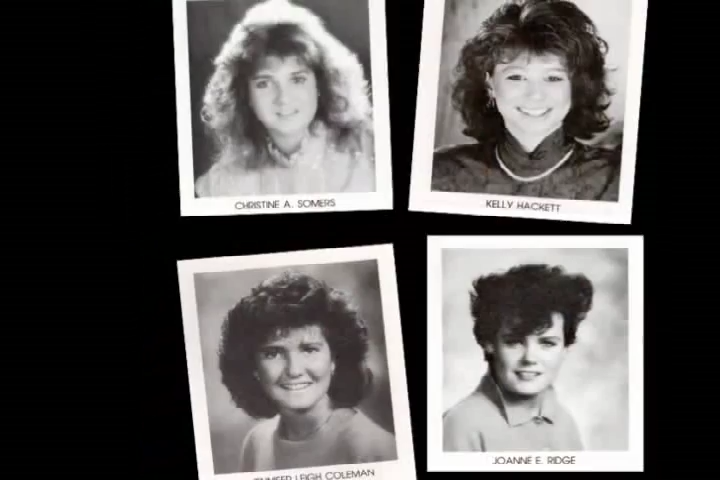 CHRISTINE A. SOMERS
KELLY HACKETT
LEIGH COLEMAN
JOANNE E. RIDGE